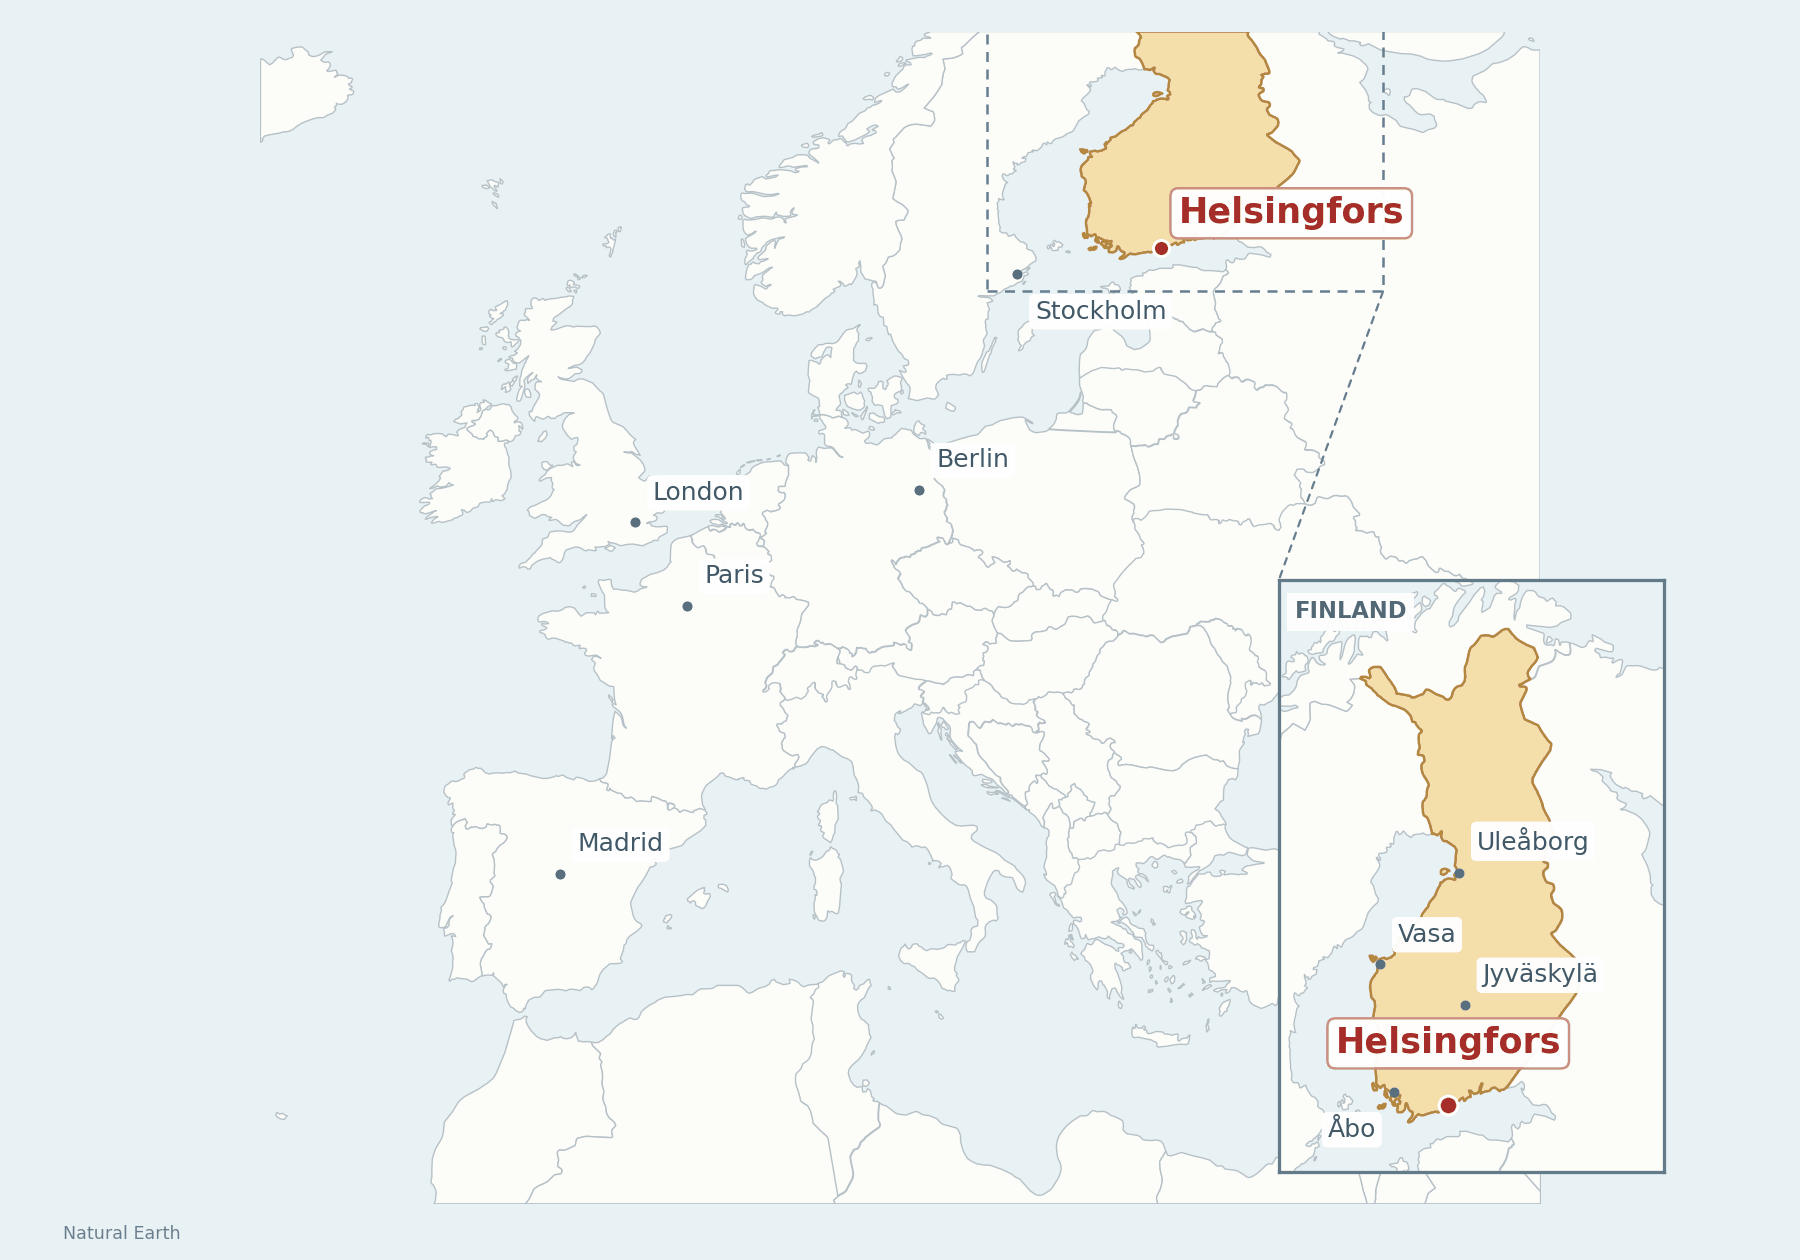 Helsingfors
Stockholm
Berlin
London
Paris
FINLAND
Madrid
Uleåborg
Vasa
Jyväskylä
Helsingfors
Åbo
Natural Earth